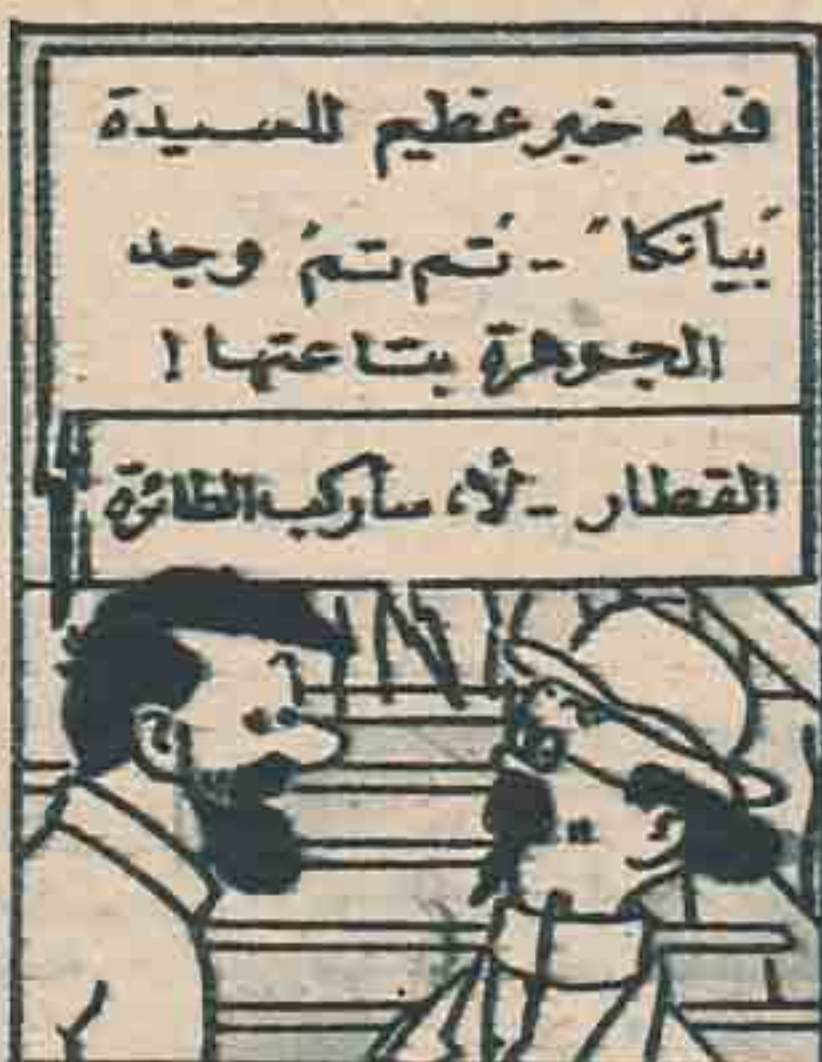 فيه خبر عظيم للسيدة
"بيانكا" - "تم تم" وجد
الجوهرة بتاعتها !
القطار - لأ، سأركب الطائرة